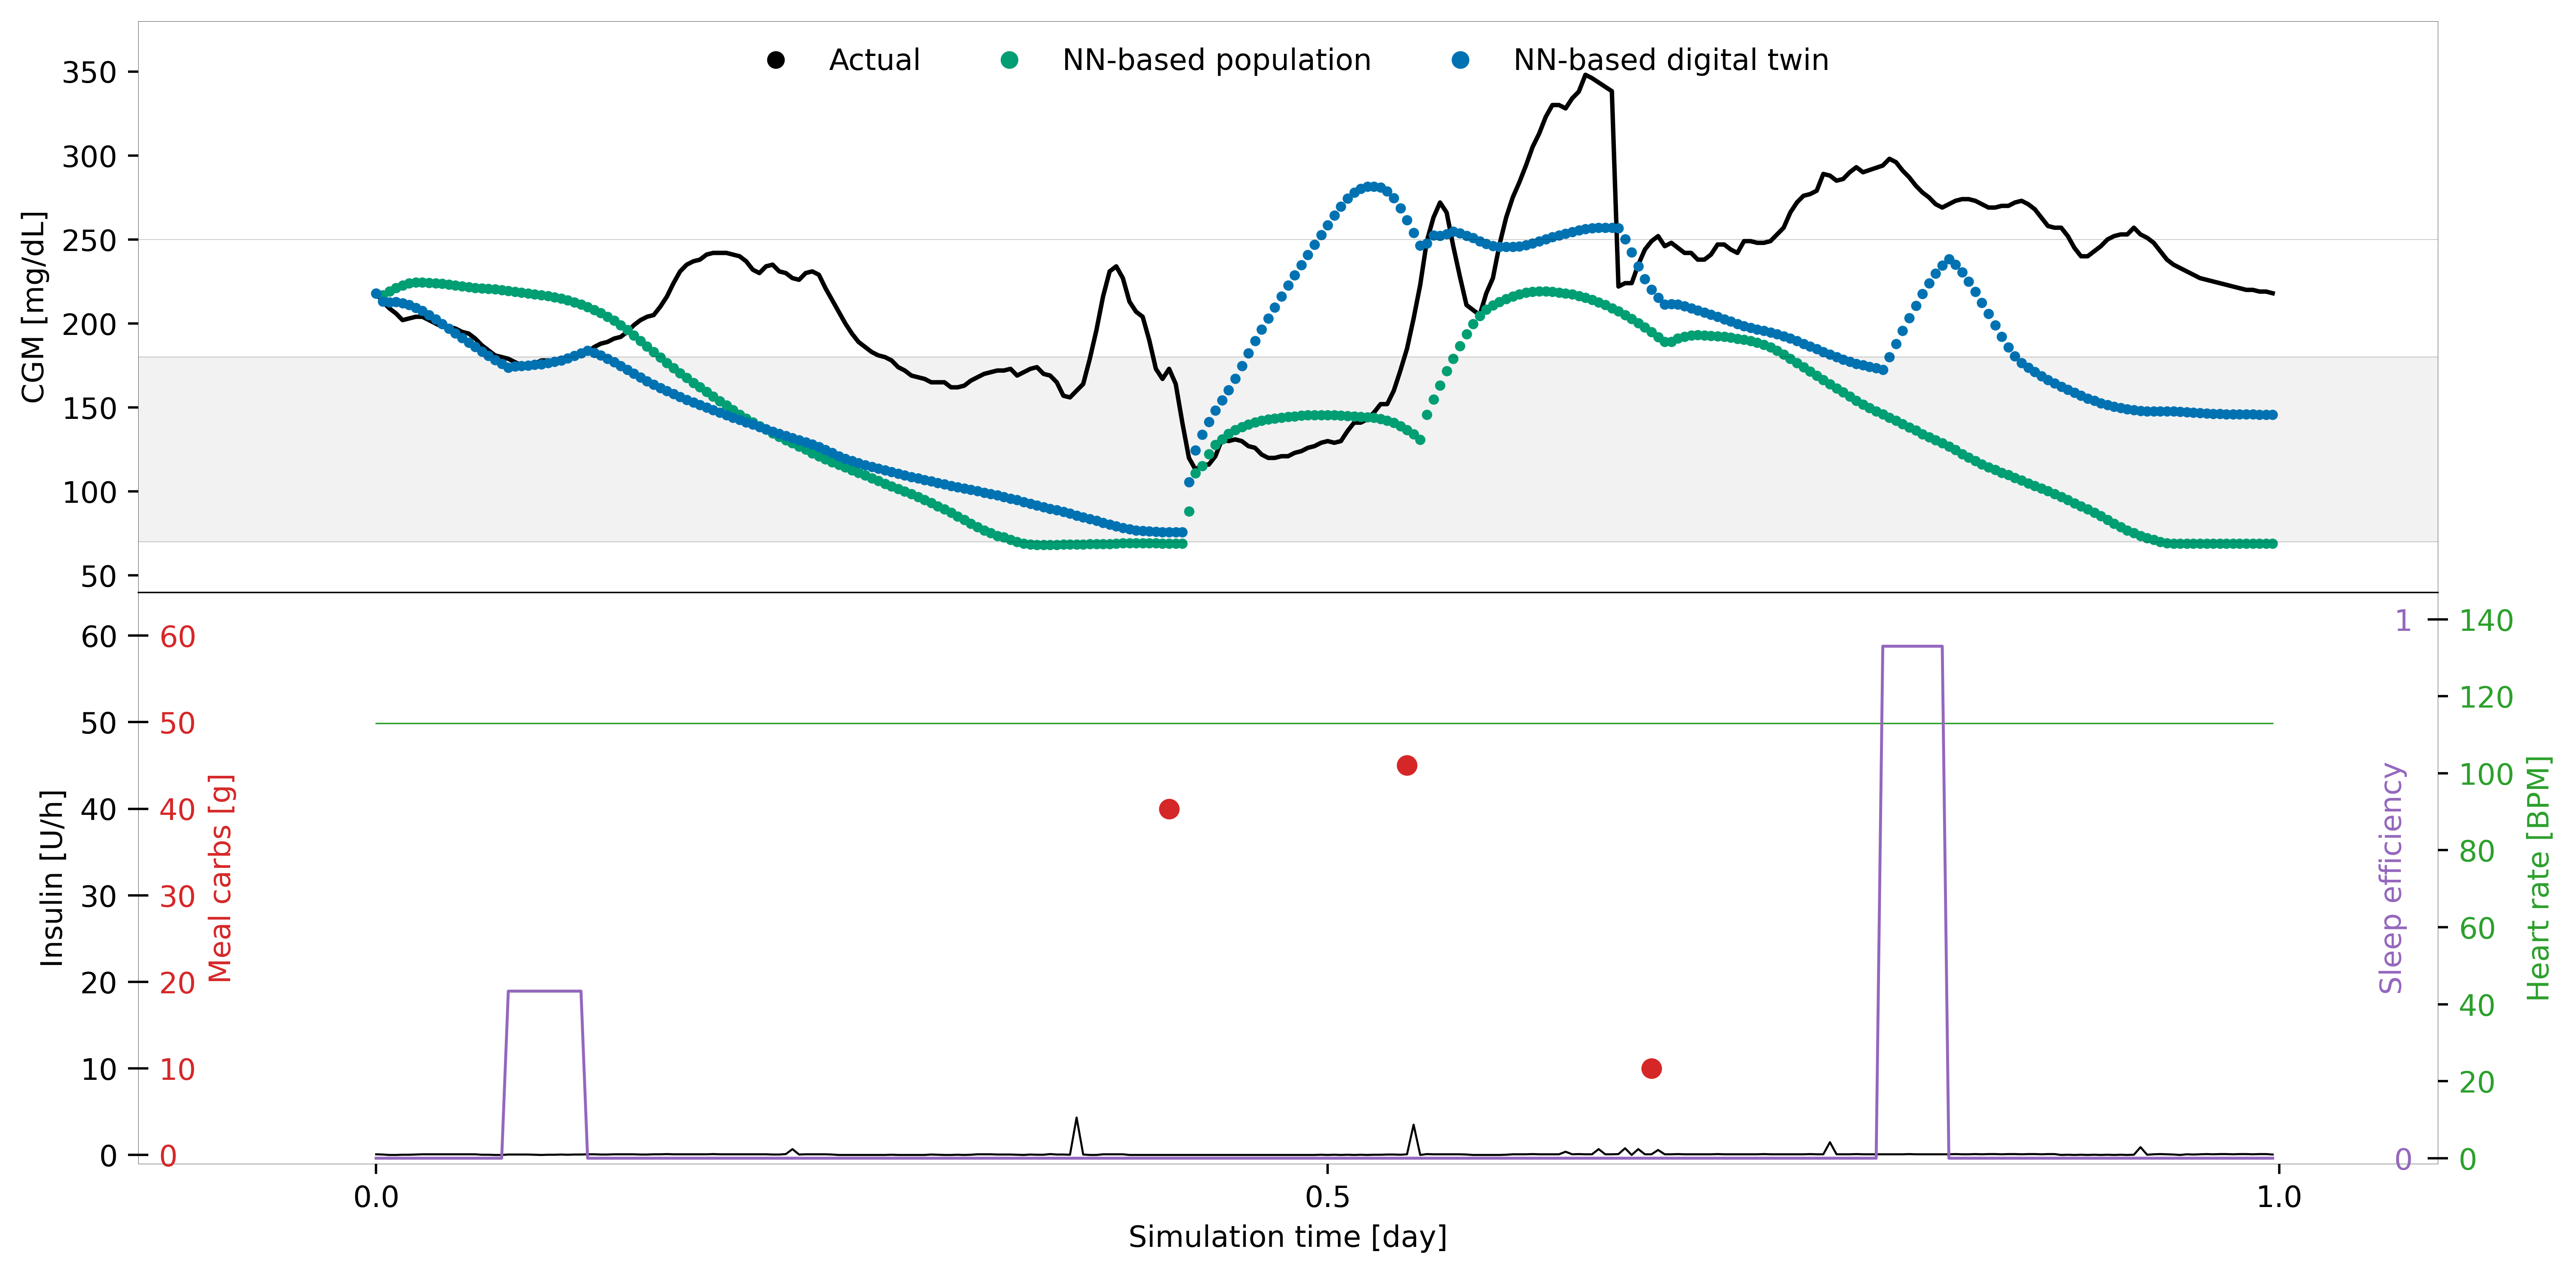 Actual NN-based population NN-based digital twin
350
300
250
200
150
100
50
CGM [mg/dL]
60 60
50 50
40 40
30 30
20 20
10 10
0 0
Insulin [U/h]
Meal carbs [g]
1 140
120
100
80
60
40
20
0 0
Sleep efficiency
Heart rate [BPM]
0.0 0.5 1.0
Simulation time [day]